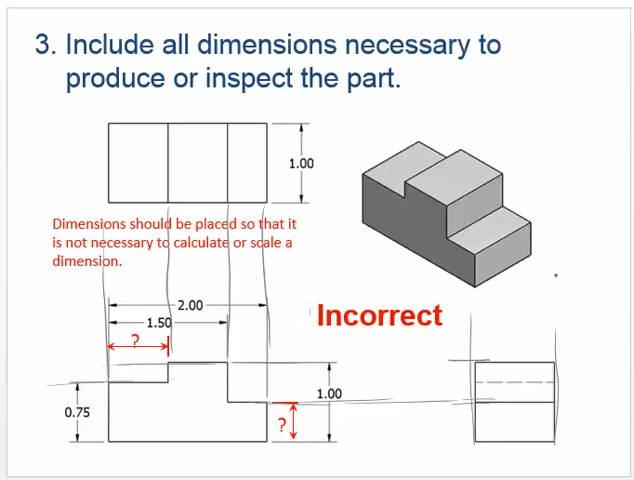 3. Include all dimensions necessary to
produce or inspect the part.
1.00
Dimensions should be placed so that it
is not necessary to calculate or scale a
dimension.
2.00
Incorrect
1.50
?
1.00
0.75
?